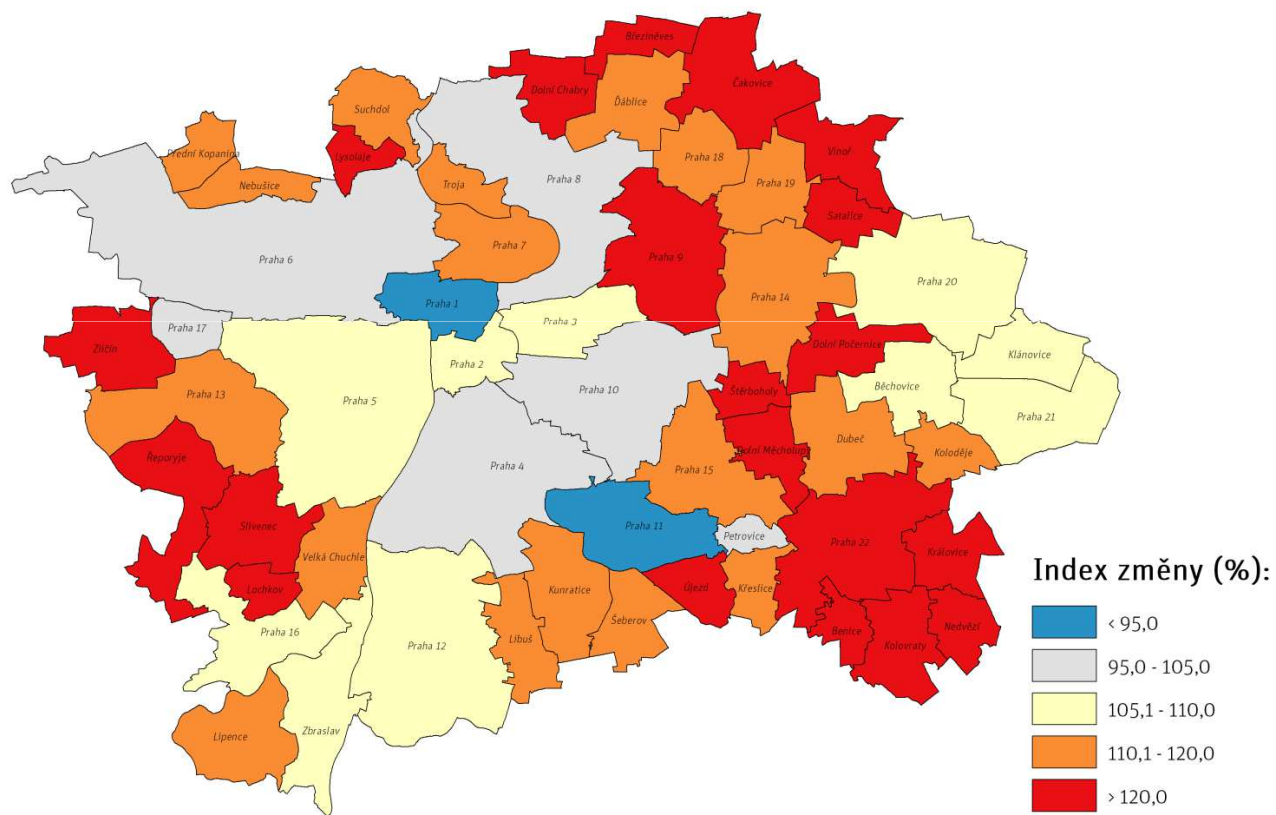 Březiněves
Čakovice
Dolní Chabry
Ďáblice
Suchdol
Přední Kopanina
Lysolaje
Nebušice
Troja
Praha 8
Praha 18
Praha 19
Vinoř
Satalice
Praha 7
Praha 6
Praha 9
Praha 20
Praha 1
Praha 14
Praha 3
Praha 17
Zličín
Dolní Počernice
Klánovice
Praha 2
Praha 10
Štěrboholy
Běchovice
Praha 13
Praha 5
Praha 21
Dubeč
Koloděje
Dolní Měcholupy
Řeporyje
Praha 4
Praha 15
Slivenec
Praha 11
Petrovice
Praha 22
Královice
Velká Chuchle
Lochkov
Kunratice
Újezd
Křeslice
Šeberov
Praha 16
Praha 12
Libuš
Benice
Kolovraty
Nedvězí
Lipence
Zbraslav
Index změny (%):
< 95,0
95,0 - 105,0
105,1 - 110,0
110,1 - 120,0
> 120,0